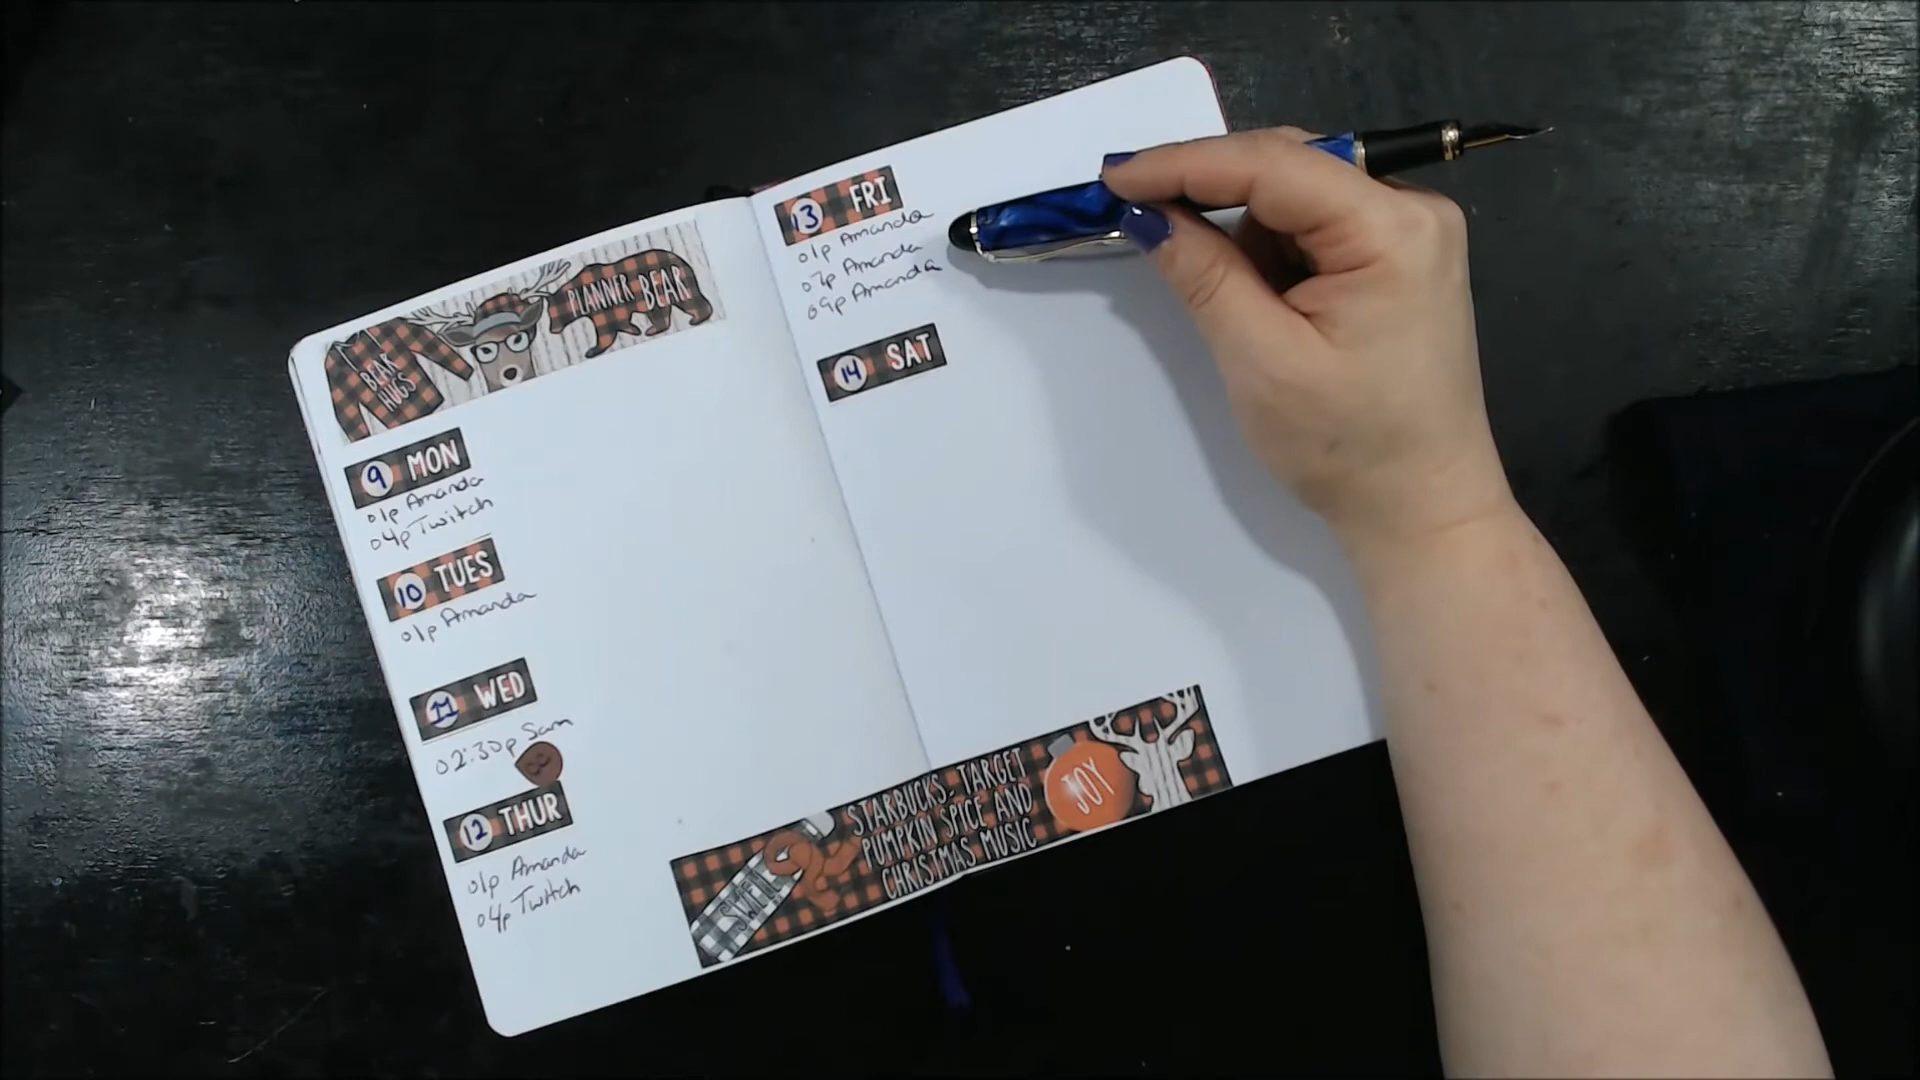 BEAR
HUGS
PLANNER BEAR
9 MON
01p Amanda
04p Twitch
10 TUES
01p Amanda
11 WED
02:30p Sam
12 THUR
01p Amanda
04p Twitch
13 FRI
01p Amanda
07p Amanda
09p Amanda
14 SAT
SWEII
STARBUCKS, TARGET
PUMPKIN SPICE AND
CHRISTMAS MUSIC
JOY